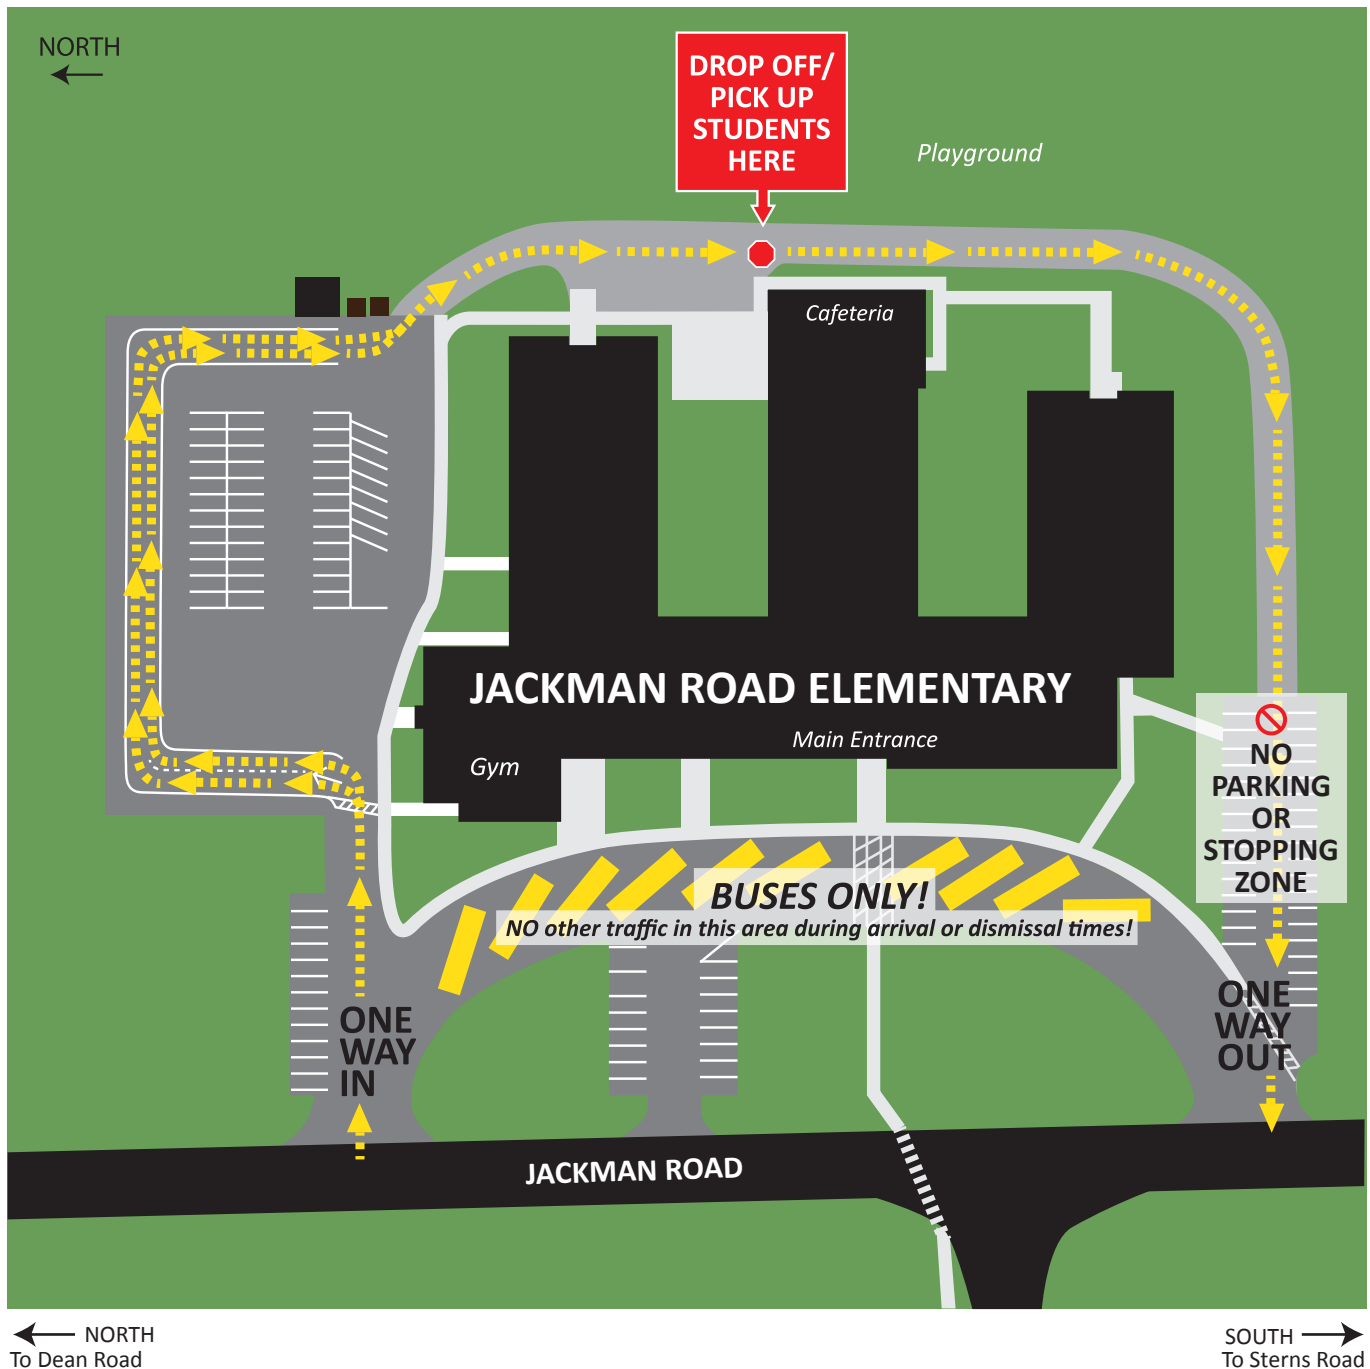 NORTH
DROP OFF/
PICK UP
STUDENTS
HERE
Playground
Cafeteria
JACKMAN ROAD ELEMENTARY
Main Entrance
Gym
NO
PARKING
OR
STOPPING
ZONE
BUSES ONLY!
NO other traffic in this area during arrival or dismissal times!
ONE
WAY
IN
ONE
WAY
OUT
JACKMAN ROAD
NORTH
To Dean Road
SOUTH
To Sterns Road